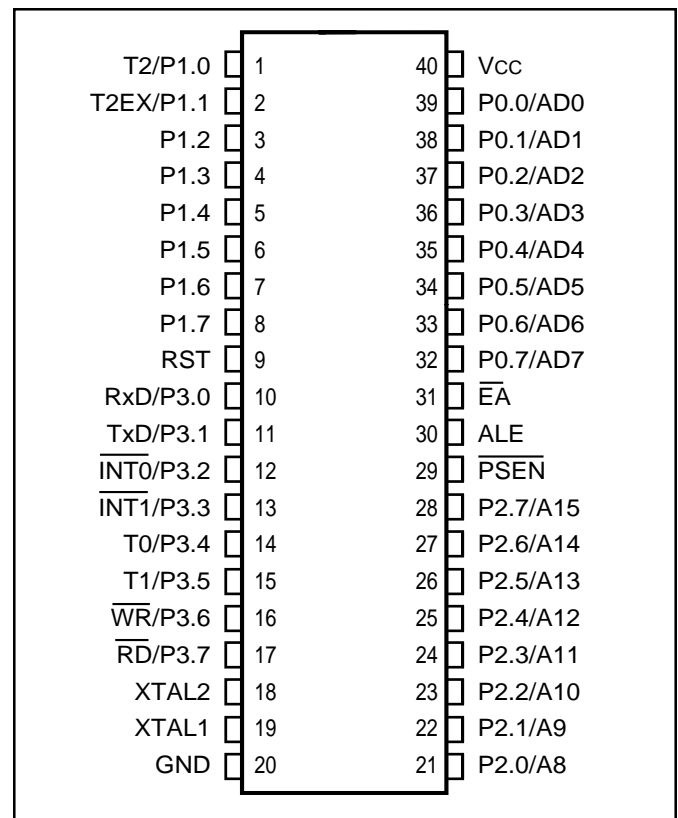 T2/P1.0 1 40 Vcc
T2EX/P1.1 2 39 P0.0/AD0
P1.2 3 38 P0.1/AD1
P1.3 4 37 P0.2/AD2
P1.4 5 36 P0.3/AD3
P1.5 6 35 P0.4/AD4
P1.6 7 34 P0.5/AD5
P1.7 8 33 P0.6/AD6
RST 9 32 P0.7/AD7
RxD/P3.0 10 31 E̅A̅
TxD/P3.1 11 30 ALE
I̅N̅T̅0̅/P3.2 12 29 P̅S̅E̅N̅
I̅N̅T̅1̅/P3.3 13 28 P2.7/A15
T0/P3.4 14 27 P2.6/A14
T1/P3.5 15 26 P2.5/A13
W̅R̅/P3.6 16 25 P2.4/A12
R̅D̅/P3.7 17 24 P2.3/A11
XTAL2 18 23 P2.2/A10
XTAL1 19 22 P2.1/A9
GND 20 21 P2.0/A8